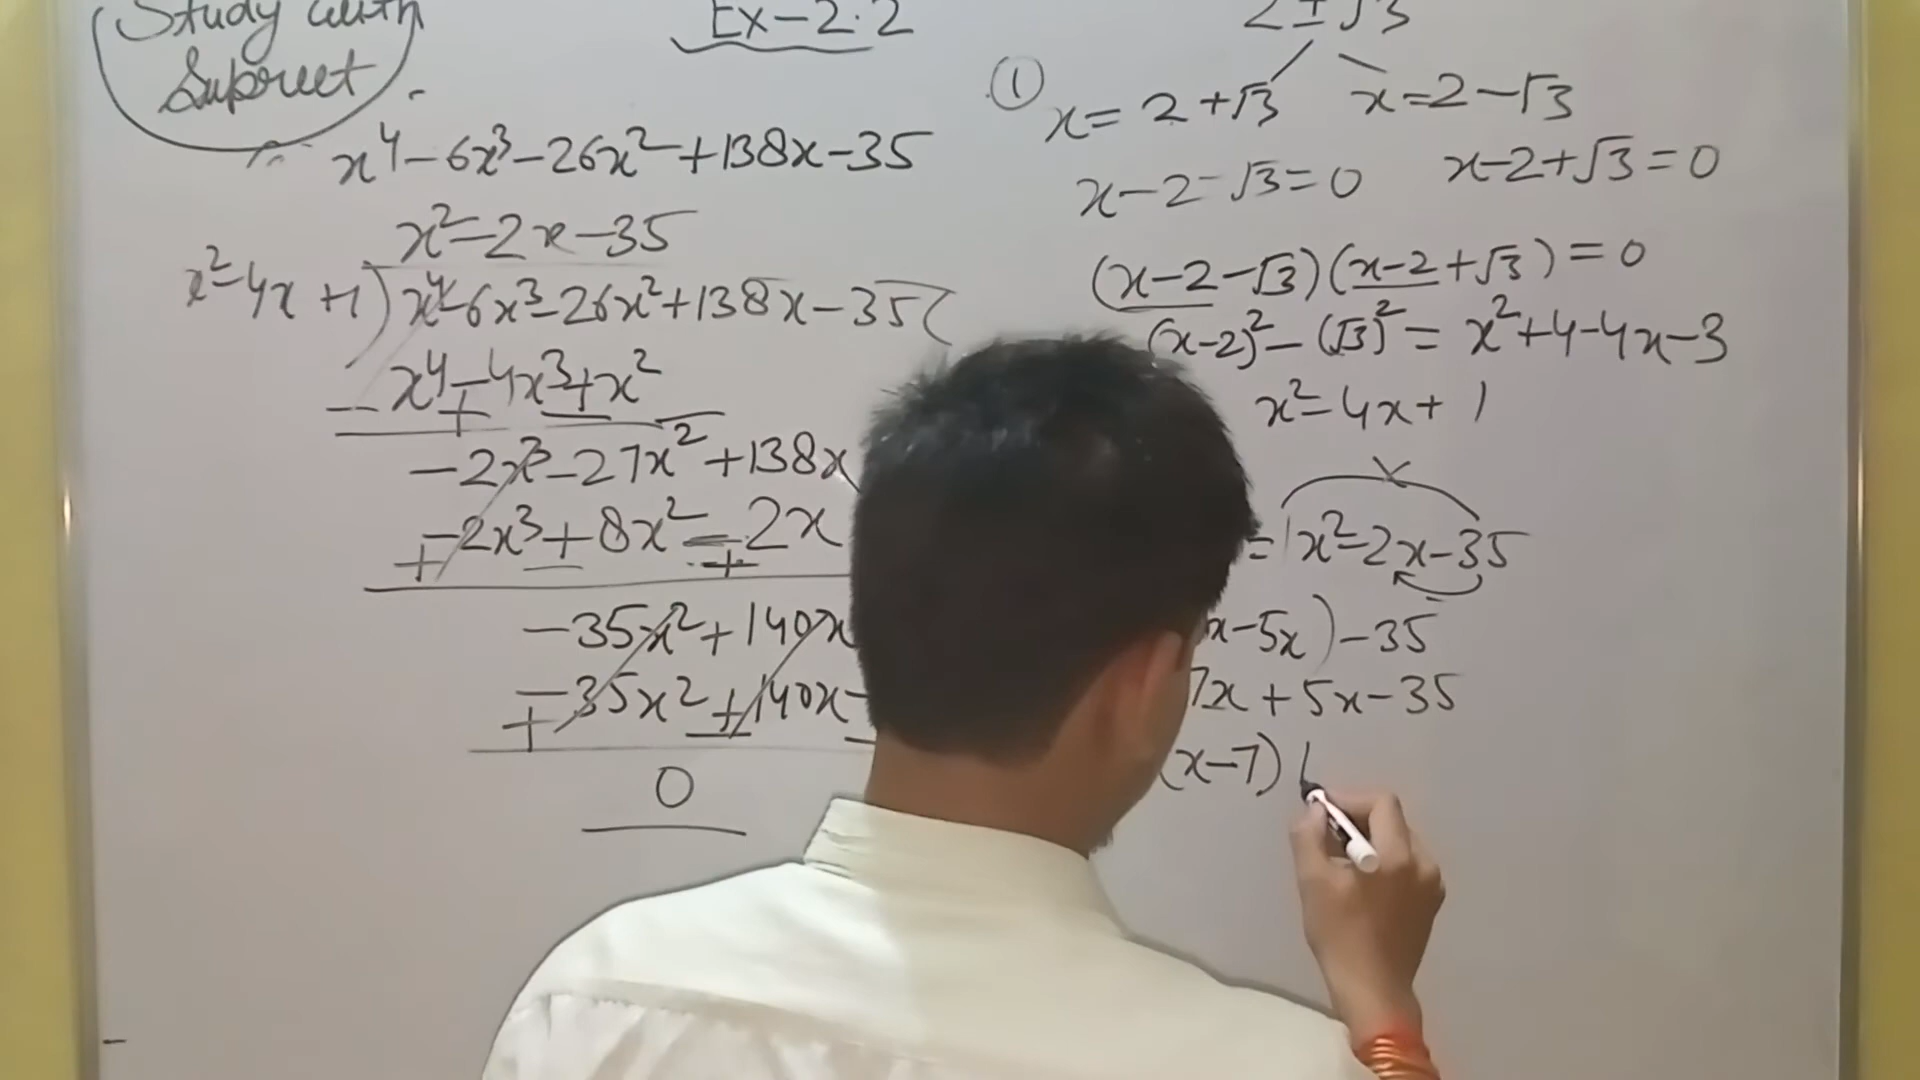 Study with
Supreet
Ex-2.2
x⁴-6x³-26x²+138x-35
x²-2x-35
x²-4x+1)x⁴-6x³-26x²+138x-35(
x⁴-4x³+x²
- + -
-2x³-27x²+138x
-2x³+8x²-2x
+ - +
-35x²+140x
-35x²+140x-
+ - -
0
2±√3
① x=2+√3 x=2-√3
x-2-√3=0 x-2+√3=0
(x-2-√3)(x-2+√3)=0
(x-2)²-(√3)²=x²+4-4x-3
x²-4x+1
=x²-2x-35
x-5x)-35
7x+5x-35
(x-7)(